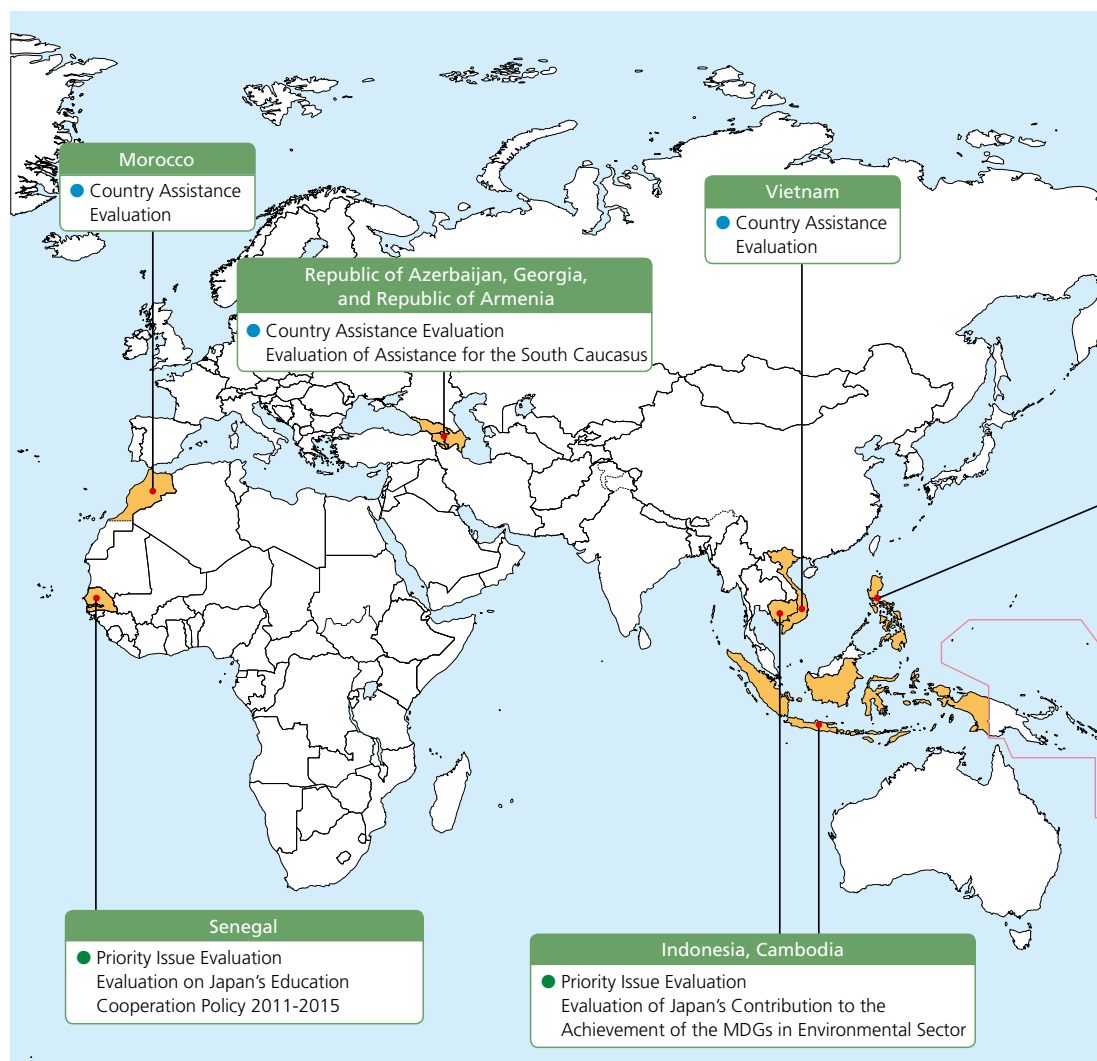 Morocco
● Country Assistance
Evaluation
Vietnam
● Country Assistance
Evaluation
Republic of Azerbaijan, Georgia,
and Republic of Armenia
● Country Assistance Evaluation
Evaluation of Assistance for the South Caucasus
Senegal
● Priority Issue Evaluation
Evaluation on Japan’s Education
Cooperation Policy 2011-2015
Indonesia, Cambodia
● Priority Issue Evaluation
Evaluation of Japan’s Contribution to the
Achievement of the MDGs in Environmental Sector